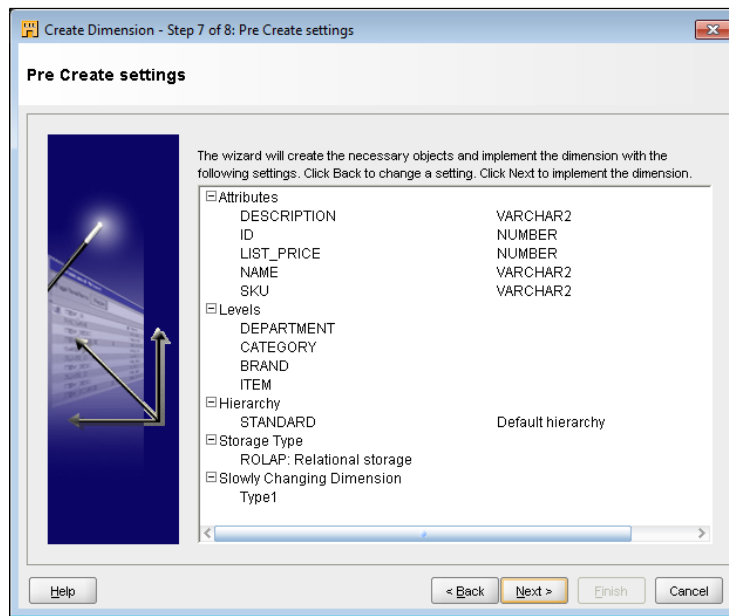 Create Dimension - Step 7 of 8: Pre Create settings
Pre Create settings
The wizard will create the necessary objects and implement the dimension with the
following settings. Click Back to change a setting. Click Next to implement the dimension.
Attributes
DESCRIPTION VARCHAR2
ID NUMBER
LIST_PRICE NUMBER
NAME VARCHAR2
SKU VARCHAR2
Levels
DEPARTMENT
CATEGORY
BRAND
ITEM
Hierarchy
STANDARD Default hierarchy
Storage Type
ROLAP: Relational storage
Slowly Changing Dimension
Type1
Help < Back Next > Finish Cancel